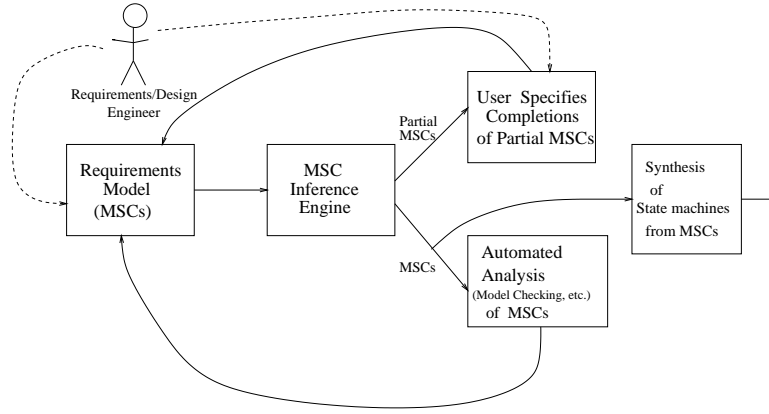 Requirements/Design
Engineer
Requirements
Model
(MSCs)
MSC
Inference
Engine
Partial
MSCs
User Specifies
Completions
of Partial MSCs
MSCs
Automated
Analysis
(Model Checking, etc.)
of MSCs
Synthesis
of
State machines
from MSCs